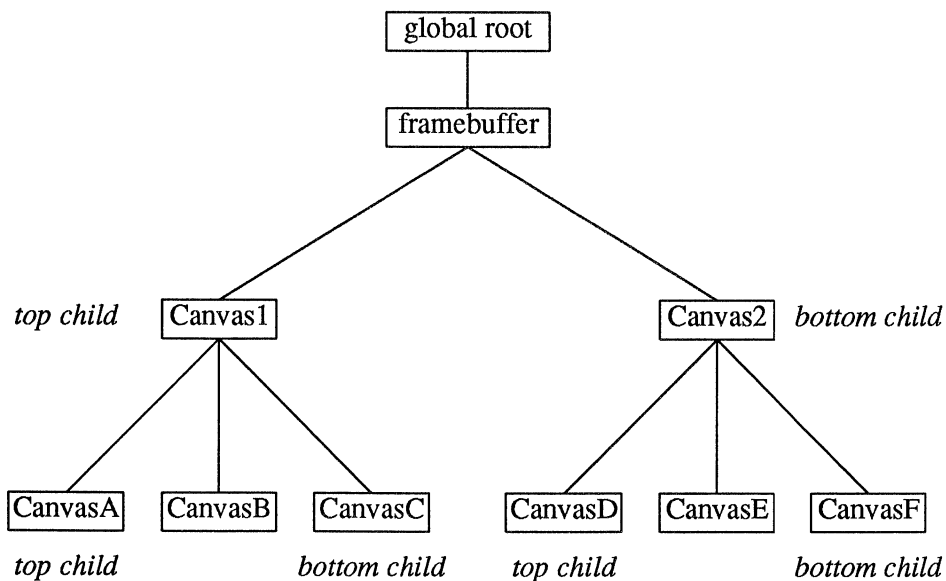 global root
framebuffer
top child Canvas1 Canvas2 bottom child
CanvasA CanvasB CanvasC CanvasD CanvasE CanvasF
top child bottom child top child bottom child